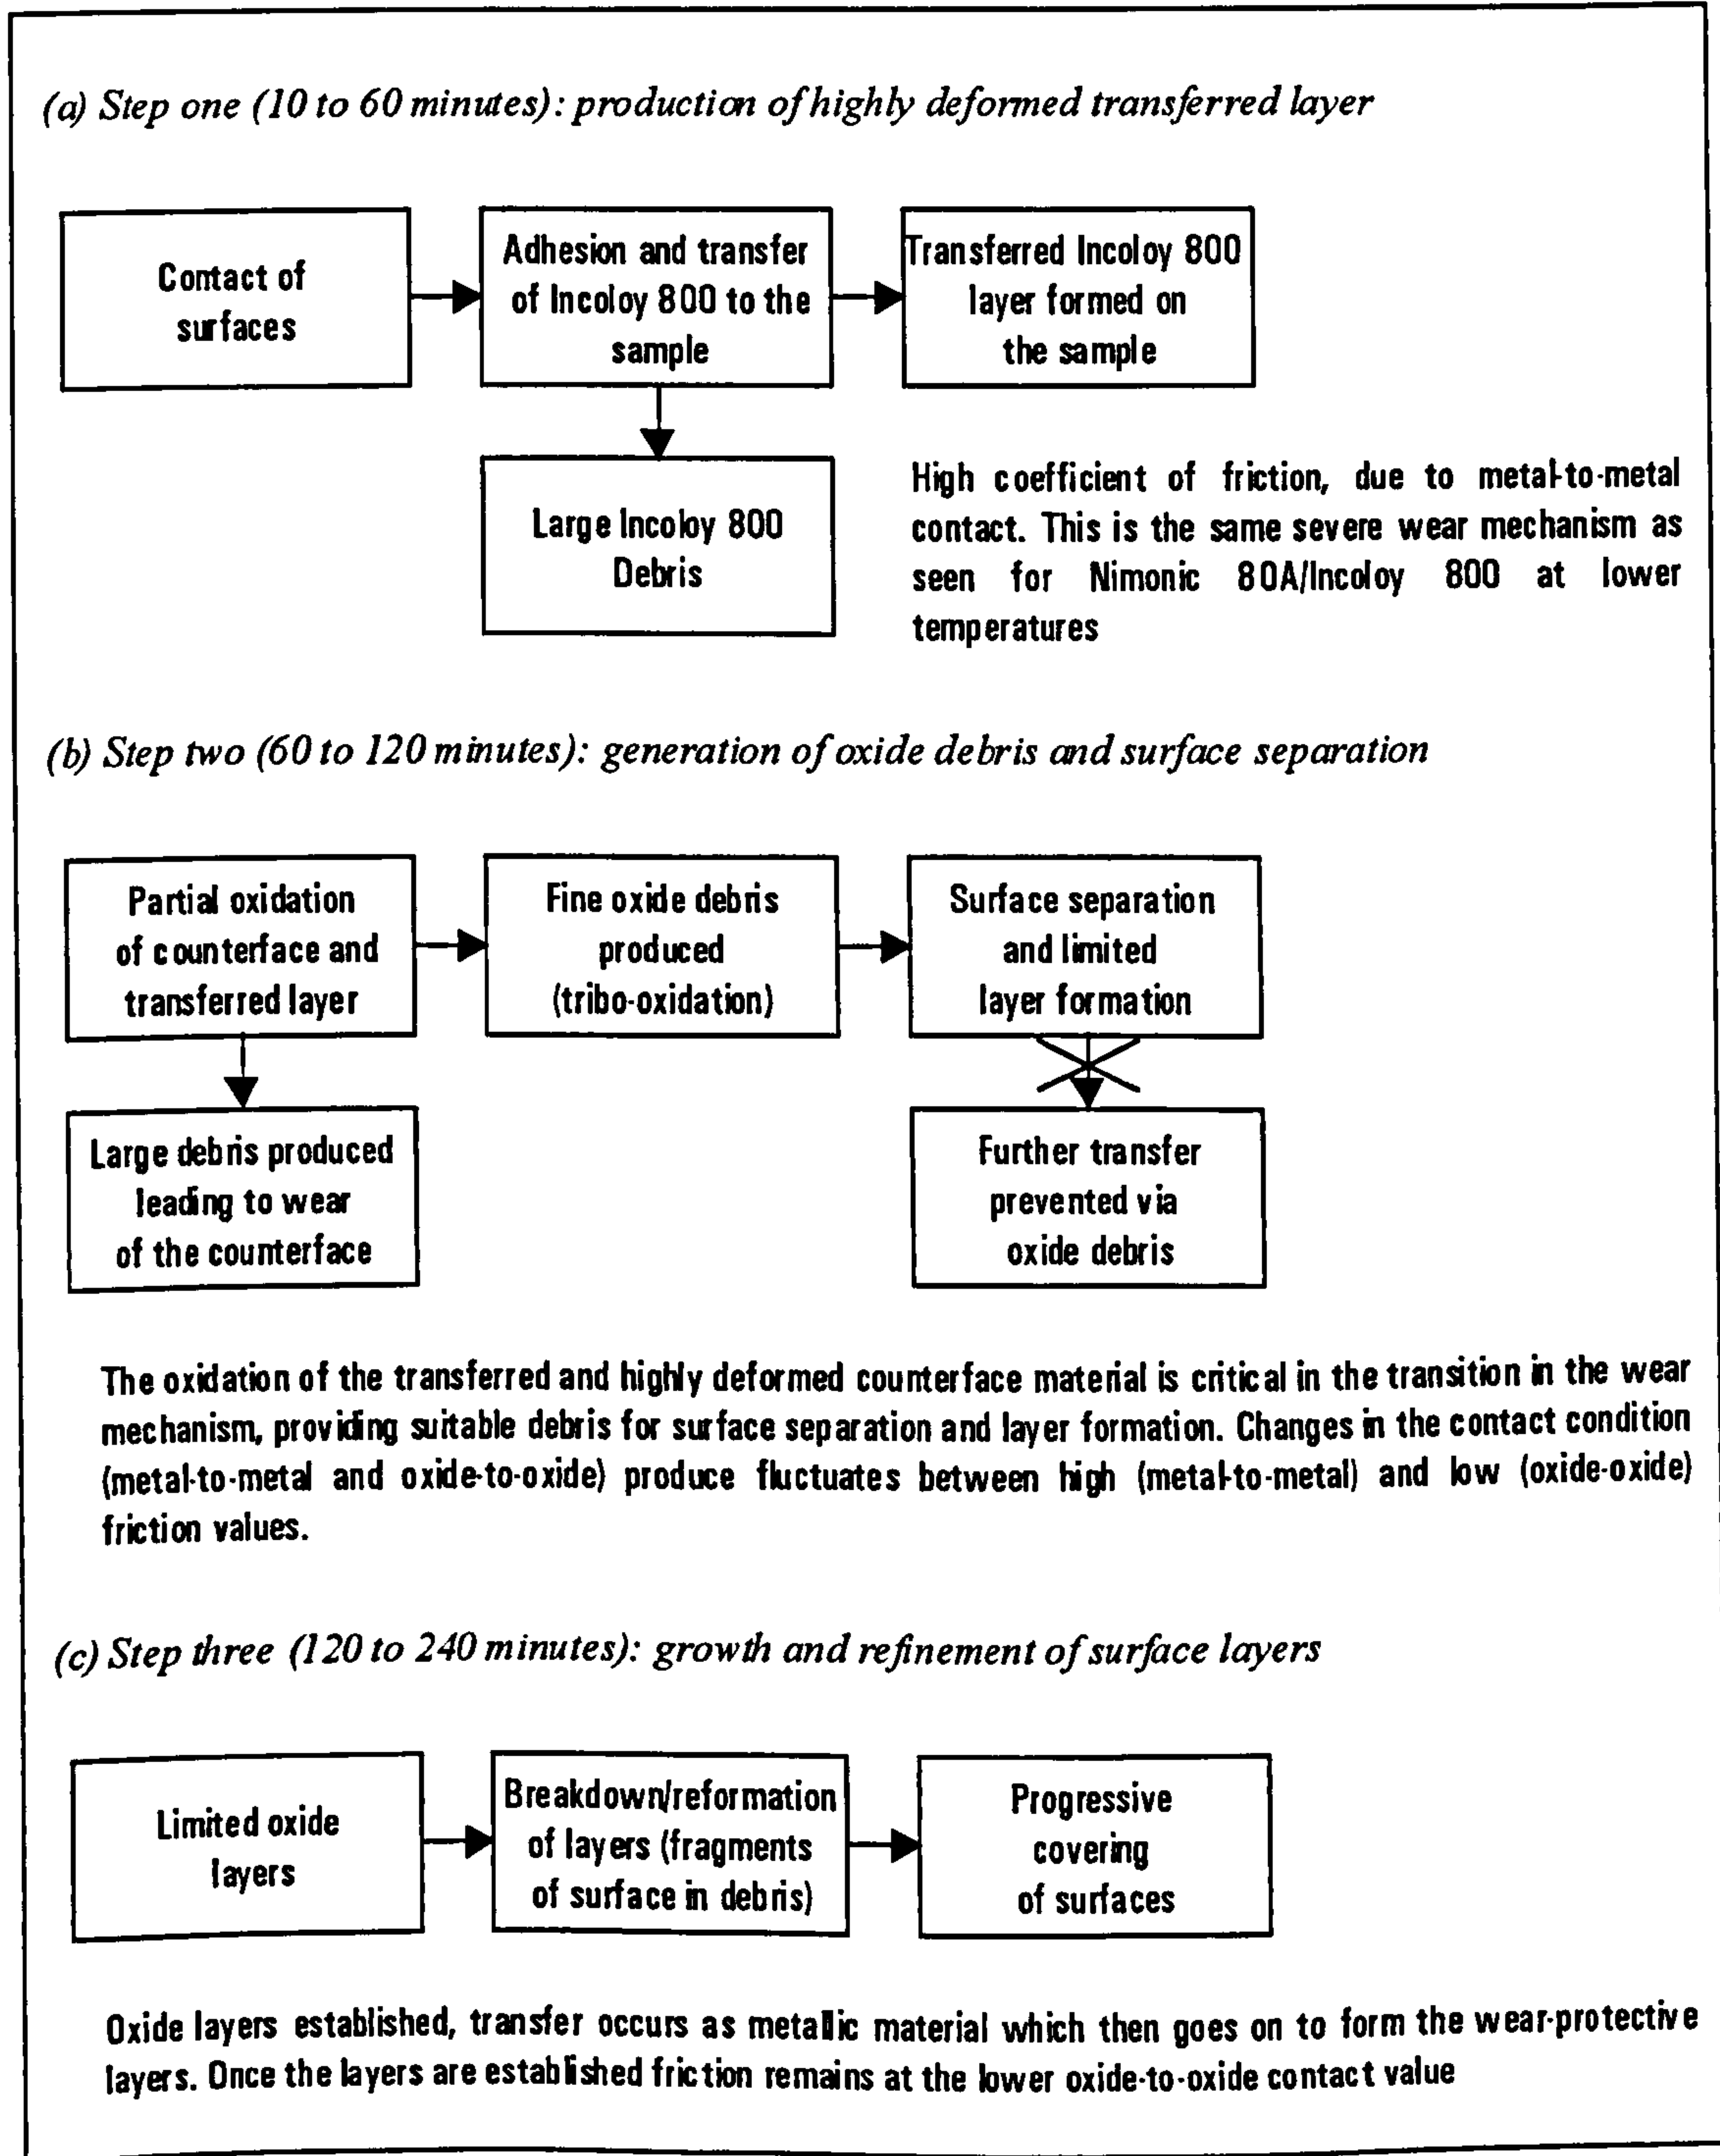 (a) Step one (10 to 60 minutes): production of highly deformed transferred layer
Contact of
surfaces
Adhesion and transfer
of Incoloy 800 to the
sample
Transferred Incoloy 800
layer formed on
the sample
Large Incoloy 800
Debris
High coefficient of friction, due to metal-to-metal
contact. This is the same severe wear mechanism as
seen for Nimonic 80A/Incoloy 800 at lower
temperatures
(b) Step two (60 to 120 minutes): generation of oxide debris and surface separation
Partial oxidation
of counterface and
transferred layer
Fine oxide debris
produced
(tribo-oxidation)
Surface separation
and limited
layer formation
Large debris produced
leading to wear
of the counterface
Further transfer
prevented via
oxide debris
The oxidation of the transferred and highly deformed counterface material is critical in the transition in the wear
mechanism, providing suitable debris for surface separation and layer formation. Changes in the contact condition
(metal-to-metal and oxide-to-oxide) produce fluctuates between high (metal-to-metal) and low (oxide-oxide)
friction values.
(c) Step three (120 to 240 minutes): growth and refinement of surface layers
Limited oxide
layers
Breakdown/reformation
of layers (fragments
of surface in debris)
Progressive
covering
of surfaces
Oxide layers established, transfer occurs as metallic material which then goes on to form the wear-protective
layers. Once the layers are established friction remains at the lower oxide-to-oxide contact value